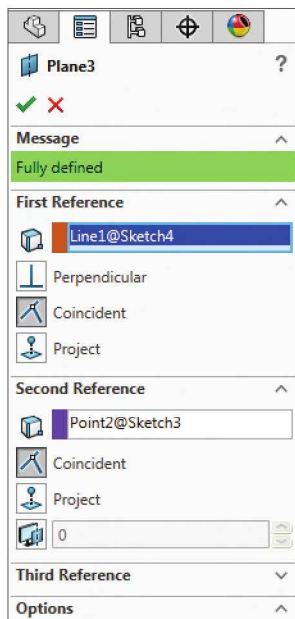 Plane3
?
Message
Fully defined
First Reference
Line1@Sketch4
Perpendicular
Coincident
Project
Second Reference
Point2@Sketch3
Coincident
Project
0
Third Reference
Options